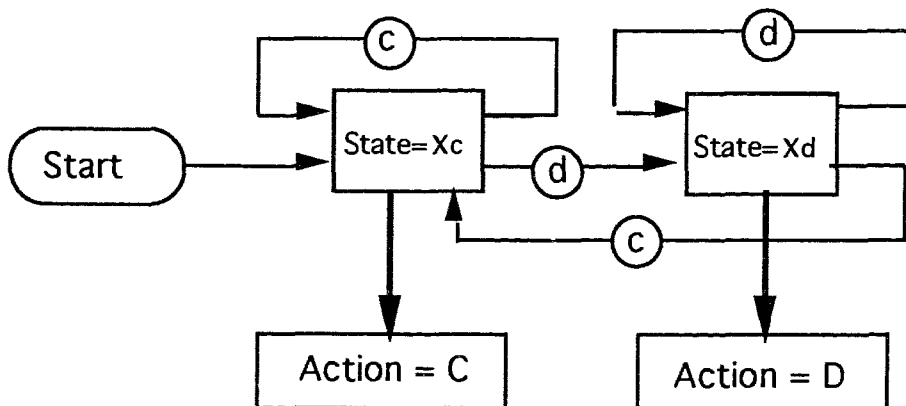 c
d
Start
State=Xc
d
State=Xd
c
Action = C
Action = D